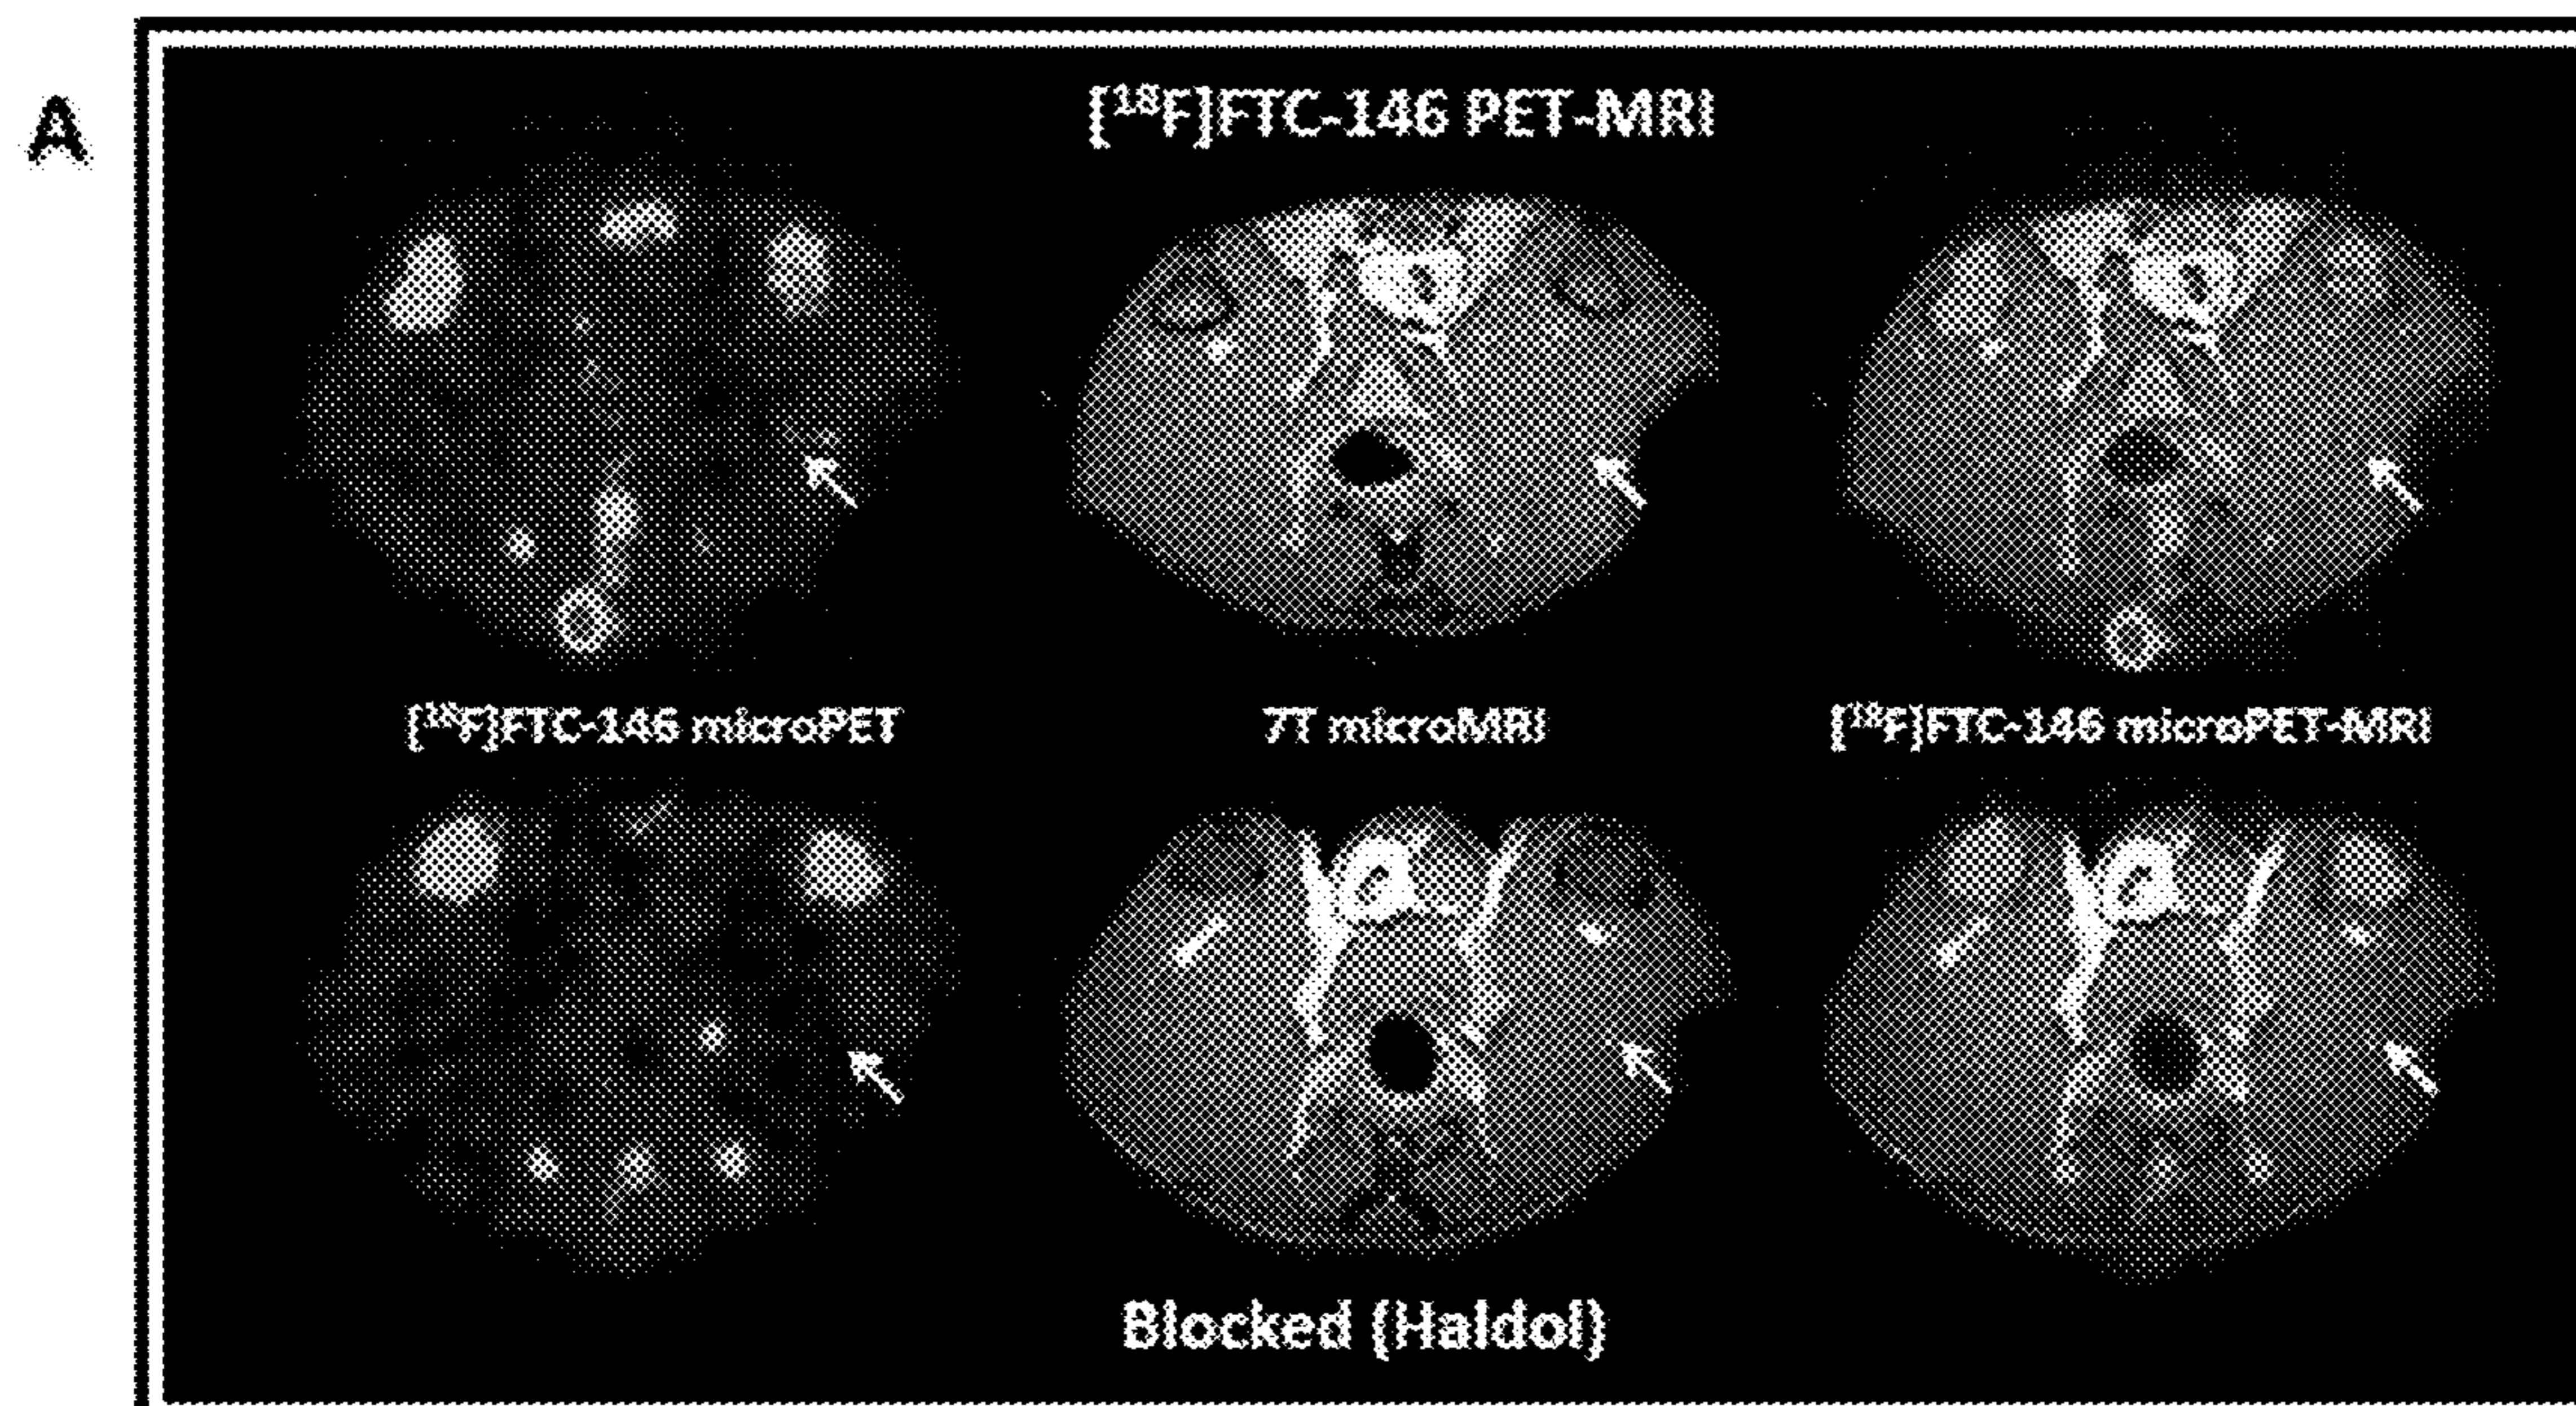 A
[¹⁸F]FTC-146 PET-MRI
[¹⁸F]FTC-146 microPET
7T microMRI
[¹⁸F]FTC-146 microPET-MRI
Blocked (Haldol)